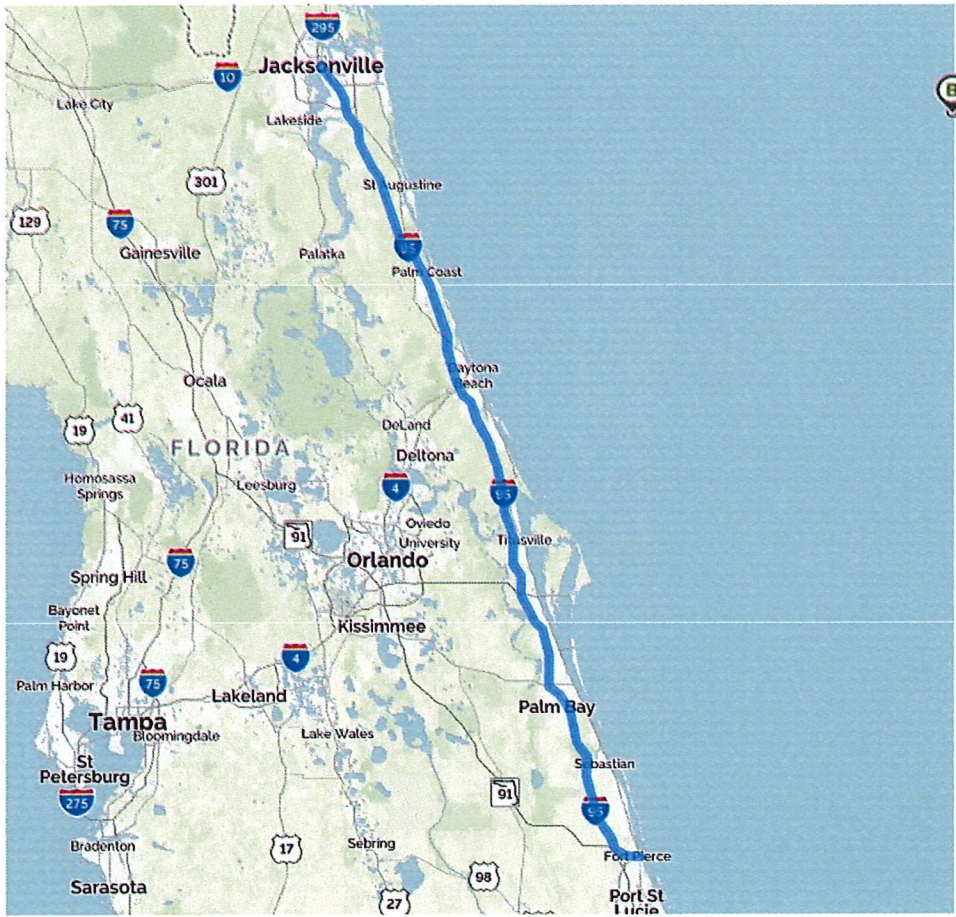 295
Jacksonville
10
B
Lake City
Lakeside
301
St Augustine
129
75
Gainesville
95
Palatka
Palm Coast
Daytona
Beach
Ocala
41
19
DeLand
FLORIDA
Deltona
Homosassa
Springs
Leesburg
4
95
Oviedo
University
91
Titusville
Orlando
75
Spring Hill
Bayonet
Point
Kissimmee
19
4
Palm Harbor
75
Lakeland
Palm Bay
Tampa
Bloomingdale
Lake Wales
St
Petersburg
Sebastian
91
275
95
Bradenton
17
Sebring
Fort Pierce
98
Sarasota
27
Port St
Lucie